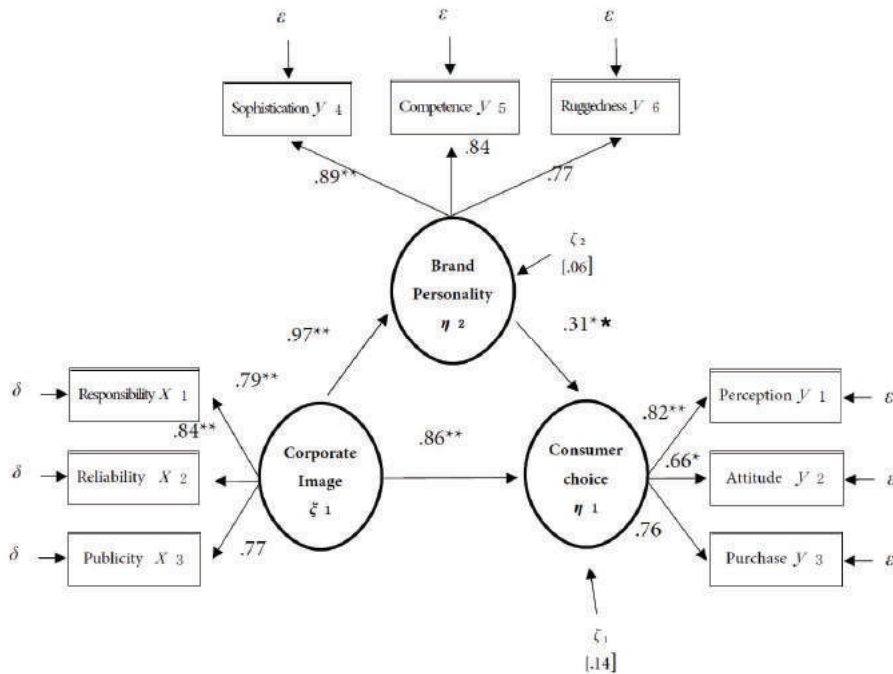 ε ε ε
Sophistication y 4 Competence y 5 Ruggedness y 6
.89** .84 .77
ζ 2
[.06]
Brand
Personality
η 2
.97** .31**
δ Responsibility X 1 .79**
.84**
δ Reliability X 2
δ Publicity X 3 .77
Corporate
Image
ξ 1
.86**
Consumer
choice
η 1
.82** Perception y 1 ε
.66* Attitude y 2 ε
.76 Purchase y 3 ε
ζ 1
[.14]